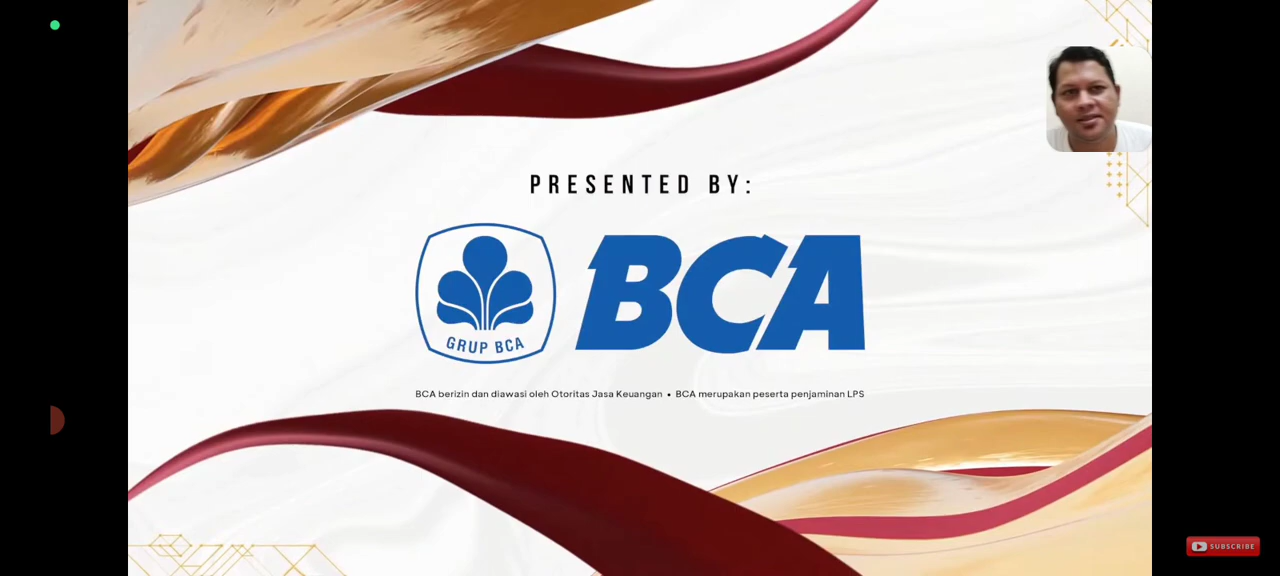 PRESENTED BY:
GRUP BCA
BCA
BCA berizin dan diawasi oleh Otoritas Jasa Keuangan • BCA merupakan peserta penjaminan LPS
SUBSCRIBE